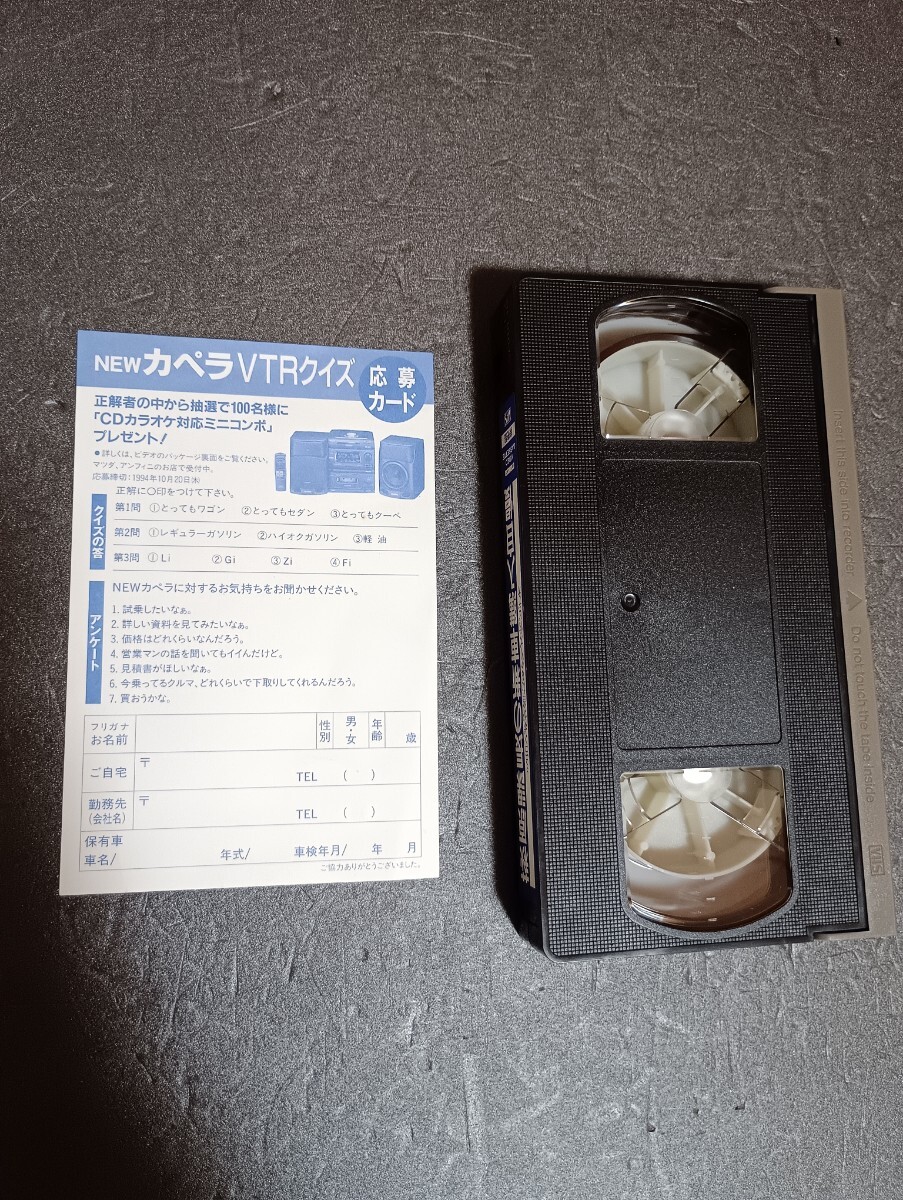 NEWカペラVTRクイズ
応募
カード
正解者の中から抽選で100名様に
「CDカラオケ対応ミニコンポ」
プレゼント!
●詳しくは、ビデオのパッケージ裏面をご覧ください。
マツダ、アンフィニのお店で受付中。
応募締切:1994年10月20日(木)
正解に〇印をつけて下さい。
クイズの答
第1問 ①とってもワゴン ②とってもセダン ③とってもクーペ
第2問 ①レギュラーガソリン ②ハイオクガソリン ③軽 油
第3問 ① Li ② Gi ③ Zi ④ Fi
アンケート
NEWカペラに対するお気持ちをお聞かせください。
1. 試乗したいなぁ。
2. 詳しい資料を見てみたいなぁ。
3. 価格はどれくらいなんだろう。
4. 営業マンの話を聞いてもイイんだけど。
5. 見積書がほしいなぁ。
6. 今乗ってるクルマ、どれくらいで下取りしてくれるんだろう。
7. 買おうかな。
フリガナ
お名前
性別
男・女
年齢
歳
ご自宅
〒
TEL ( )
勤務先
(会社名)
〒
TEL ( )
保有車
車名/ 年式/ 車検年月/ 年 月
ご協力ありがとうございました。
Insert this side into recorder
Do not touch the tape inside
VHS